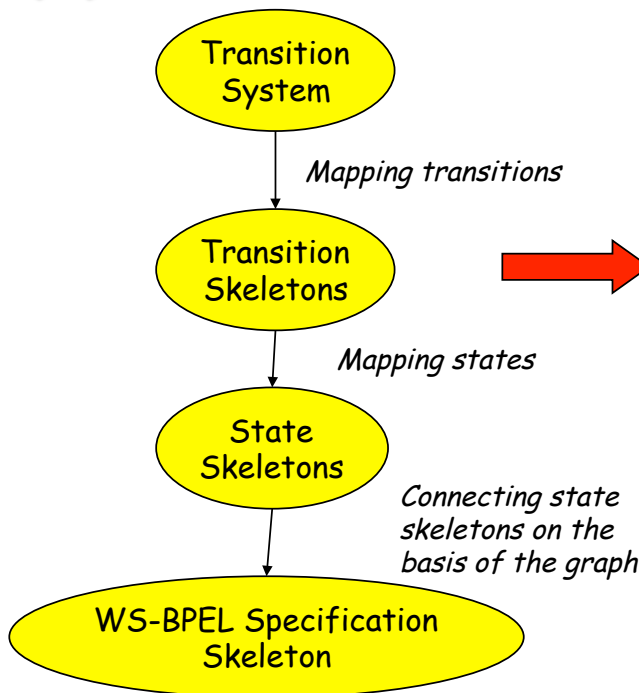 Transition
System
Mapping transitions
Transition
Skeletons
Mapping states
State
Skeletons
Connecting state
skeletons on the
basis of the graph
WS-BPEL Specification
Skeleton